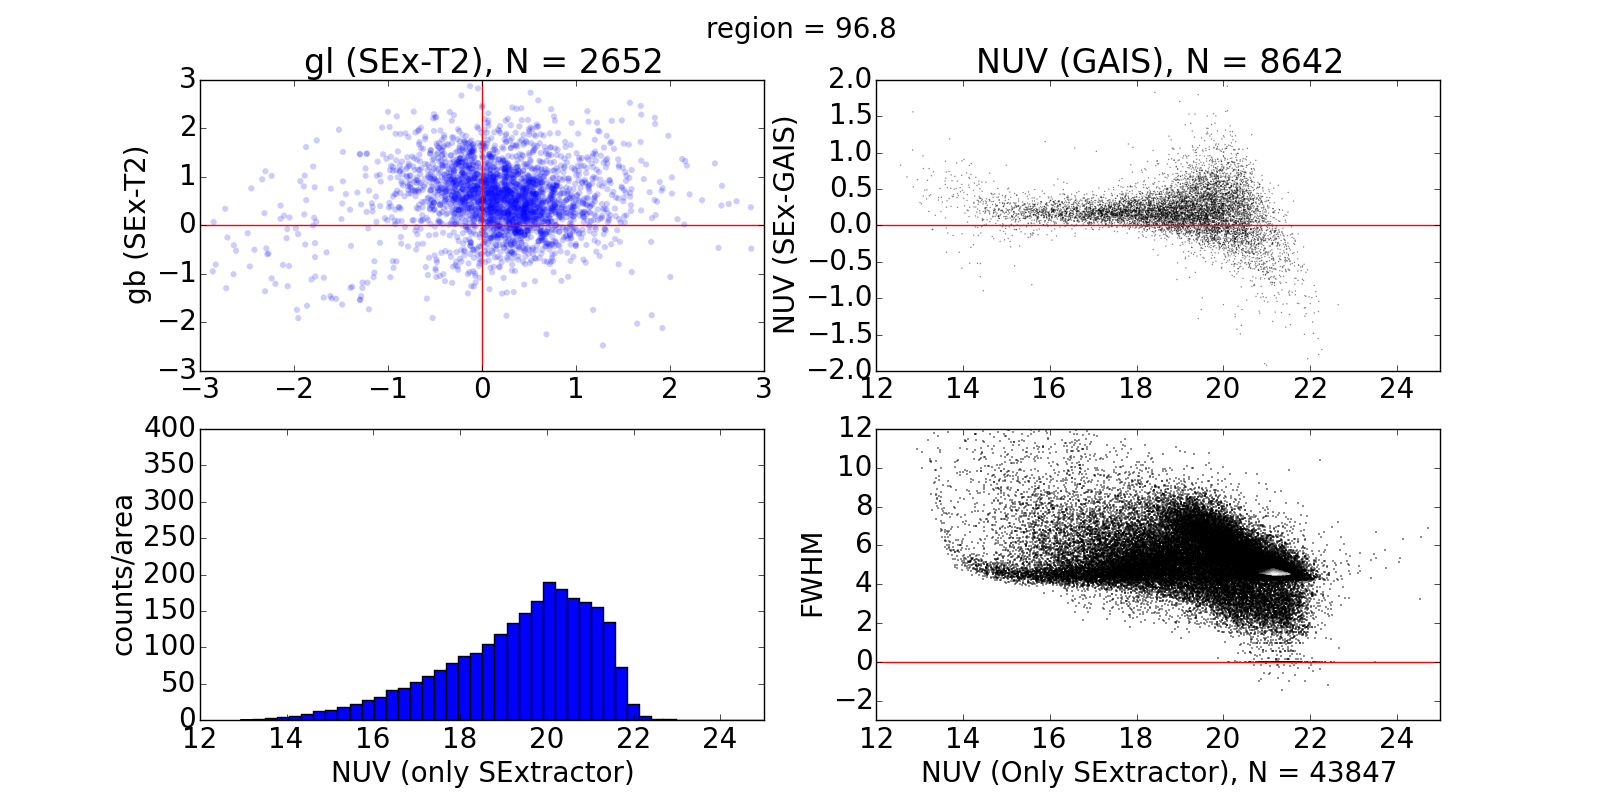 region = 96.8
gl (SEx-T2), N = 2652
NUV (GAIS), N = 8642
gb (SEx-T2)
3
2
1
0
−1
−2
−3
−3 −2 −1 0 1 2 3
NUV (SEx-GAIS)
2.0
1.5
1.0
0.5
0.0
−0.5
−1.0
−1.5
−2.0
12 14 16 18 20 22 24
counts/area
400
350
300
250
200
150
100
50
0
12 14 16 18 20 22 24
NUV (only SExtractor)
FWHM
12
10
8
6
4
2
0
−2
12 14 16 18 20 22 24
NUV (Only SExtractor), N = 43847